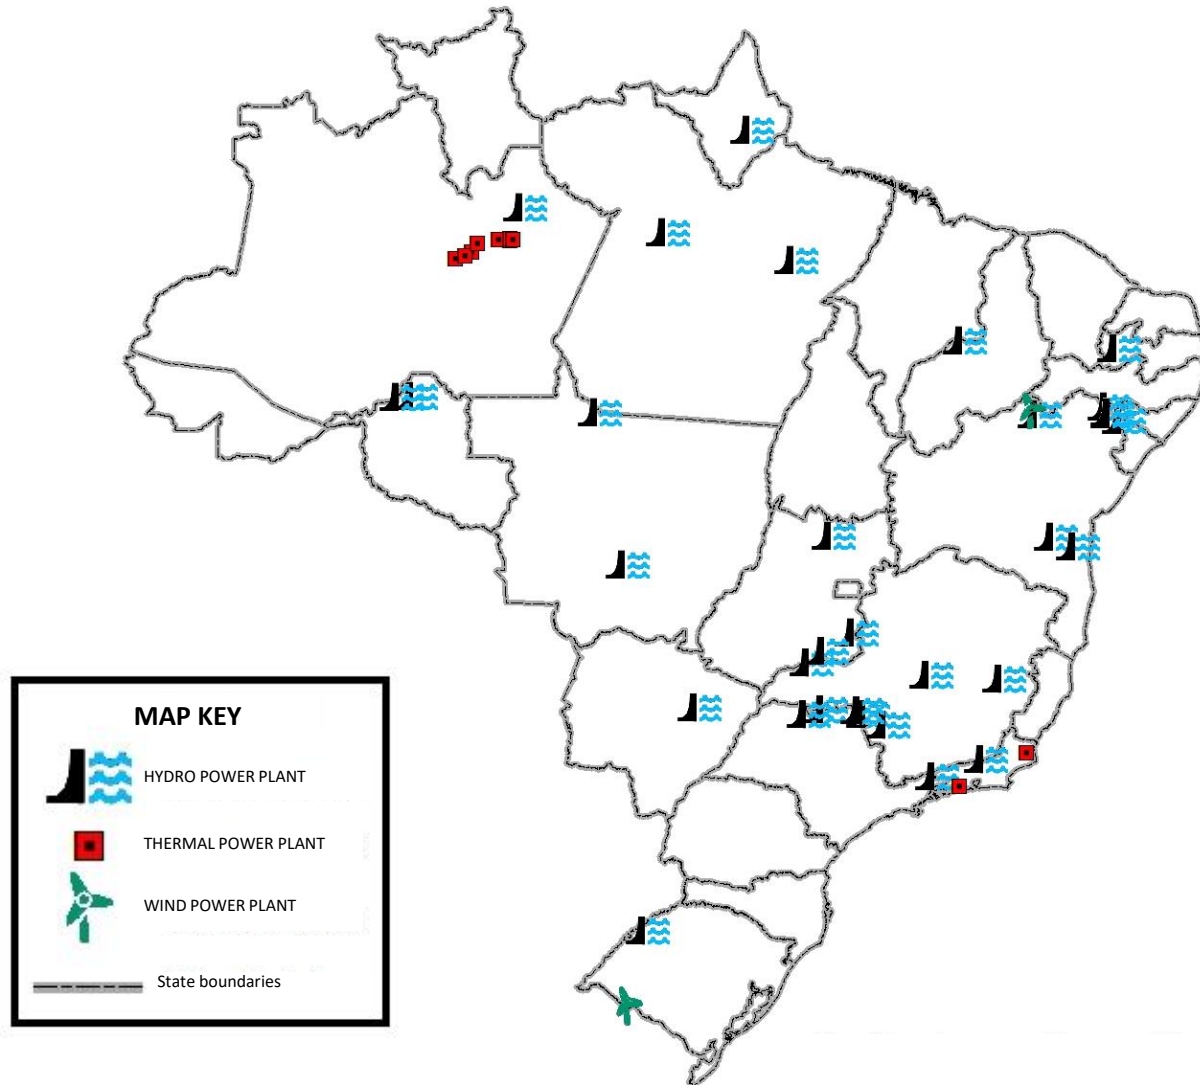 MAP KEY
HYDRO POWER PLANT
THERMAL POWER PLANT
WIND POWER PLANT
State boundaries